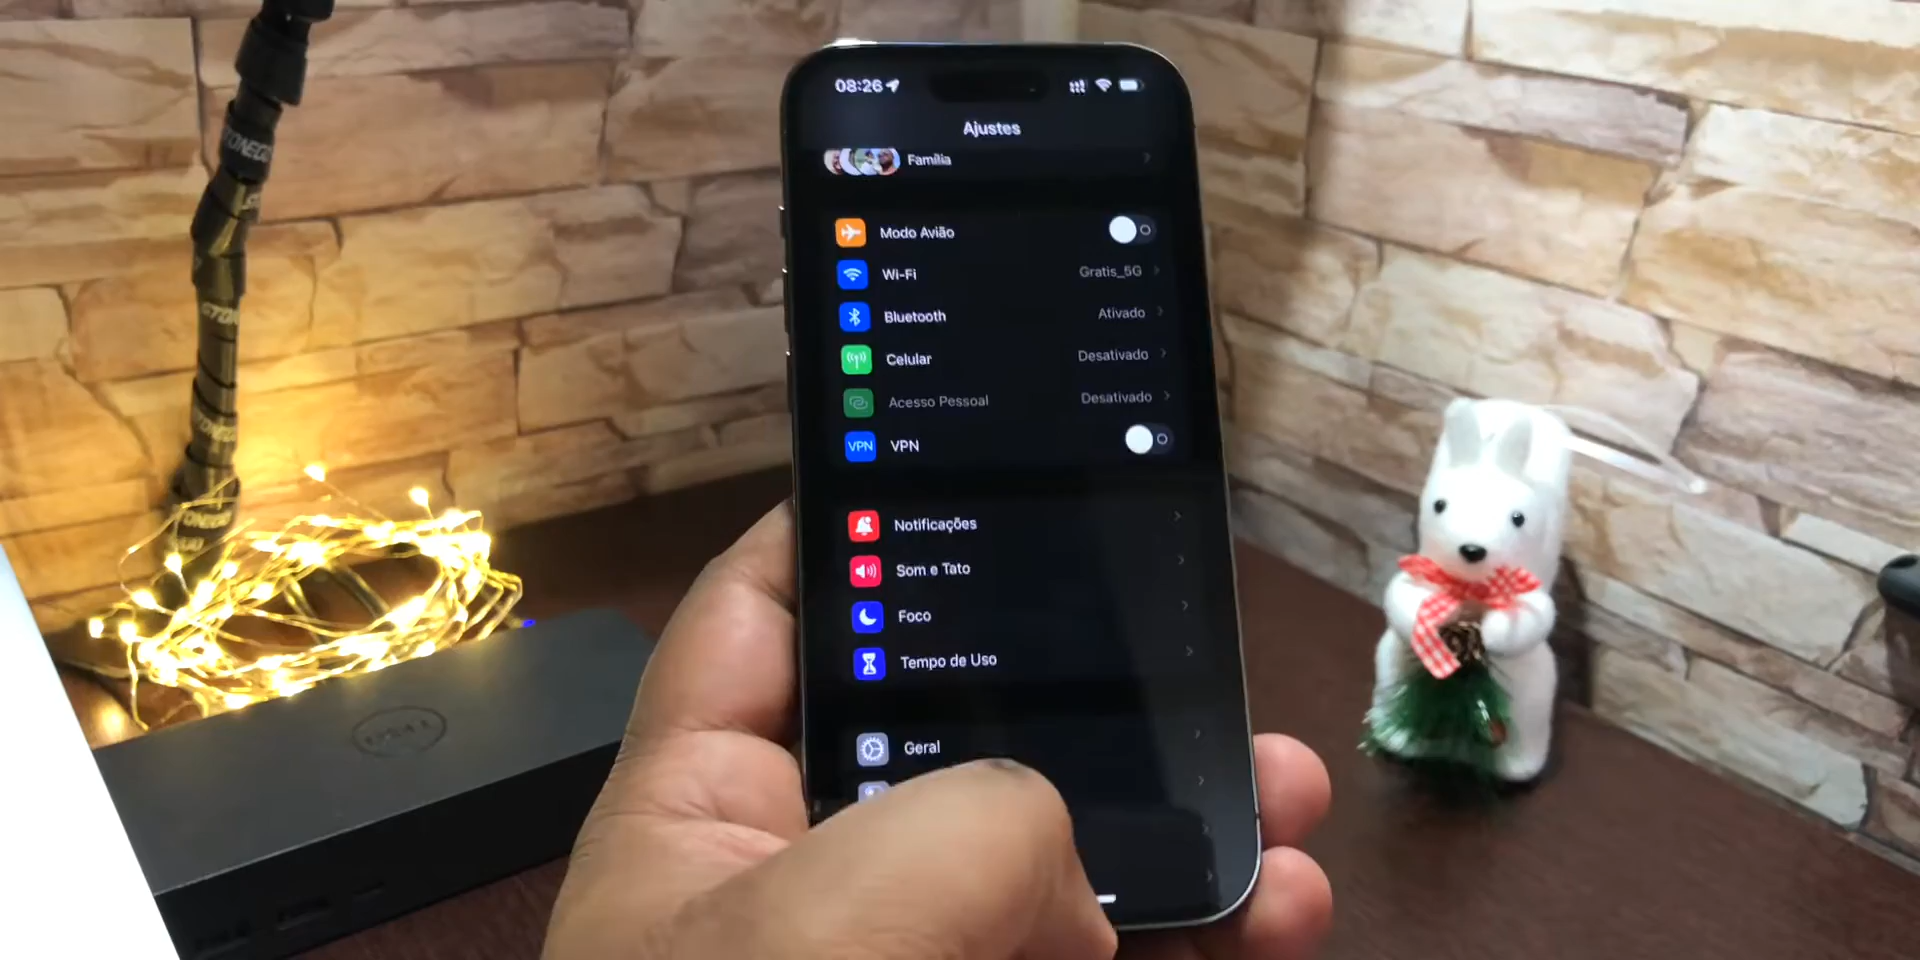 08:26
Ajustes
Família
Modo Avião
Wi-Fi Gratis_5G
Bluetooth Ativado
Celular Desativado
Acesso Pessoal Desativado
VPN VPN
Notificações
Som e Tato
Foco
Tempo de Uso
Geral
DELL